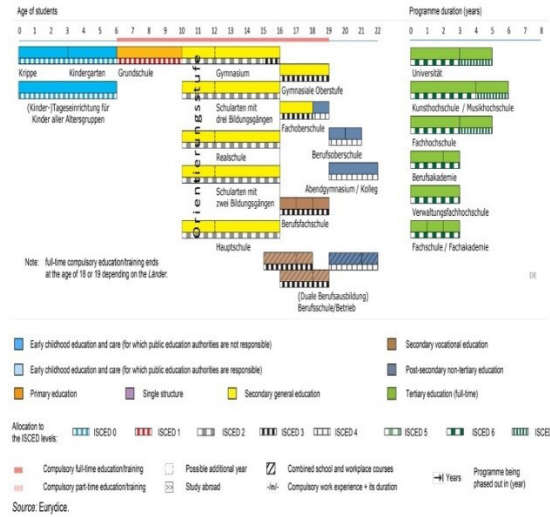 Age of students
Programme duration (years)
0 1 2 3 4 5 6 7 8 9 10 11 12 13 14 15 16 17 18 19 20 21 22
0 1 2 3 4 5 6 7 8
Krippe Kindergarten Grundschule Gymnasium
Universität
(Kinder-)Tageseinrichtung für
Kinder aller Altersgruppen
Orientierungsstufe
Gymnasiale Oberstufe
Kunsthochschule / Musikhochschule
Schularten mit
drei Bildungsgängen
Fachoberschule
Fachhochschule
Realschule
Berufsoberschule
Berufsakademie
Abendgymnasium / Kolleg
Schularten mit
zwei Bildungsgängen
Berufsfachschule
Verwaltungsfachhochschule
Hauptschule
Fachschule / Fachakademie
Note: full-time compulsory education/training ends
at the age of 18 or 19 depending on the Länder.
DE
(Duale Berufsausbildung)
Berufsschule/Betrieb
Early childhood education and care (for which public education authorities are not responsible)
Secondary vocational education
Early childhood education and care (for which public education authorities are responsible)
Post-secondary non-tertiary education
Primary education
Single structure
Secondary general education
Tertiary education (full-time)
Allocation to
the ISCED levels:
ISCED 0 ISCED 1 ISCED 2 ISCED 3 ISCED 4 ISCED 5 ISCED 6 ISCED
Compulsory full-time education/training
Possible additional year
Combined school and workplace courses
Years
Programme being
phased out in (year)
Compulsory part-time education/training
>> Study abroad
-/n/- Compulsory work experience + its duration
Source: Eurydice.